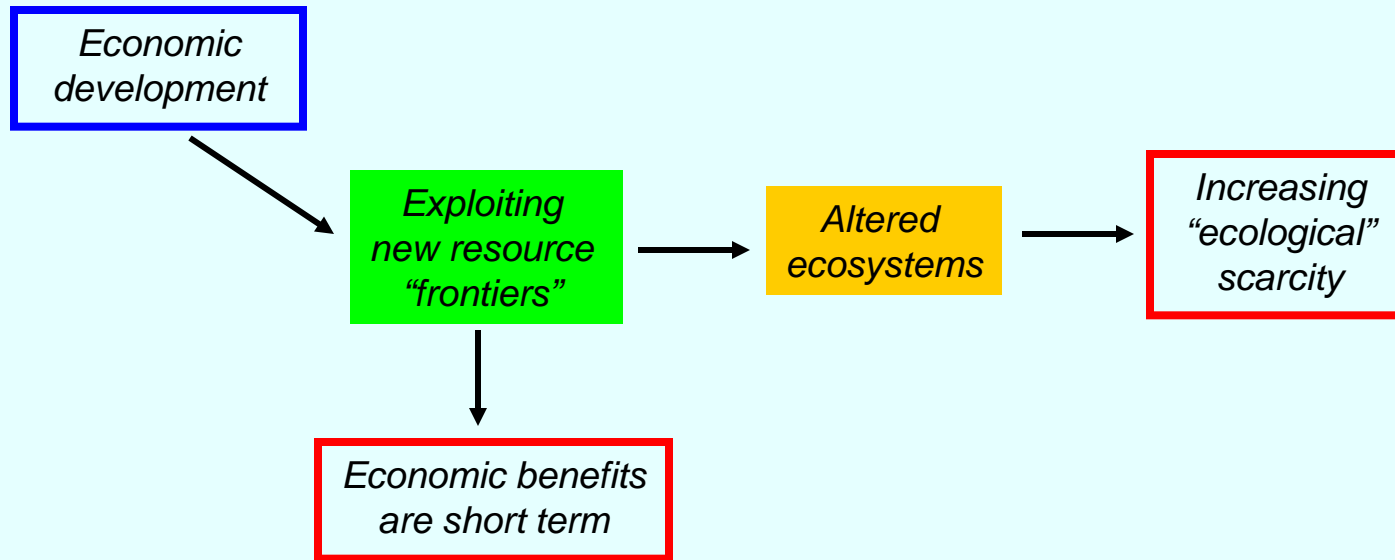 Economic
development
Exploiting
new resource
“frontiers”
Altered
ecosystems
Increasing
“ecological”
scarcity
Economic benefits
are short term